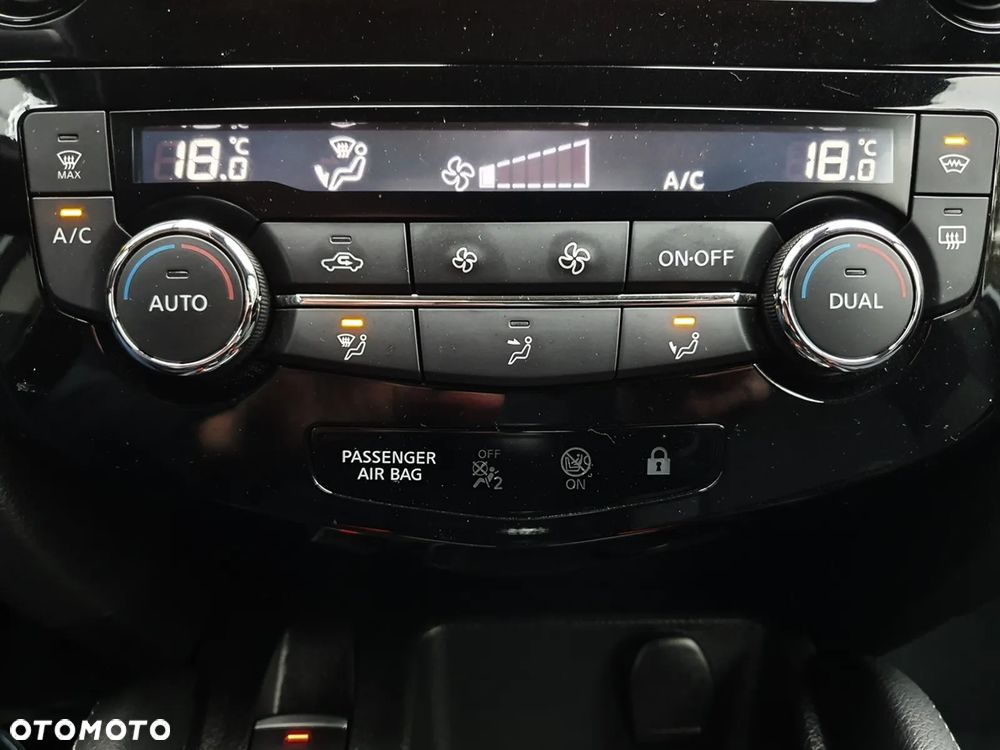 18.0 °C
A/C
18.0 °C
MAX
A/C
AUTO
ON·OFF
DUAL
PASSENGER
AIR BAG
OFF
2
ON
OTOMOTO